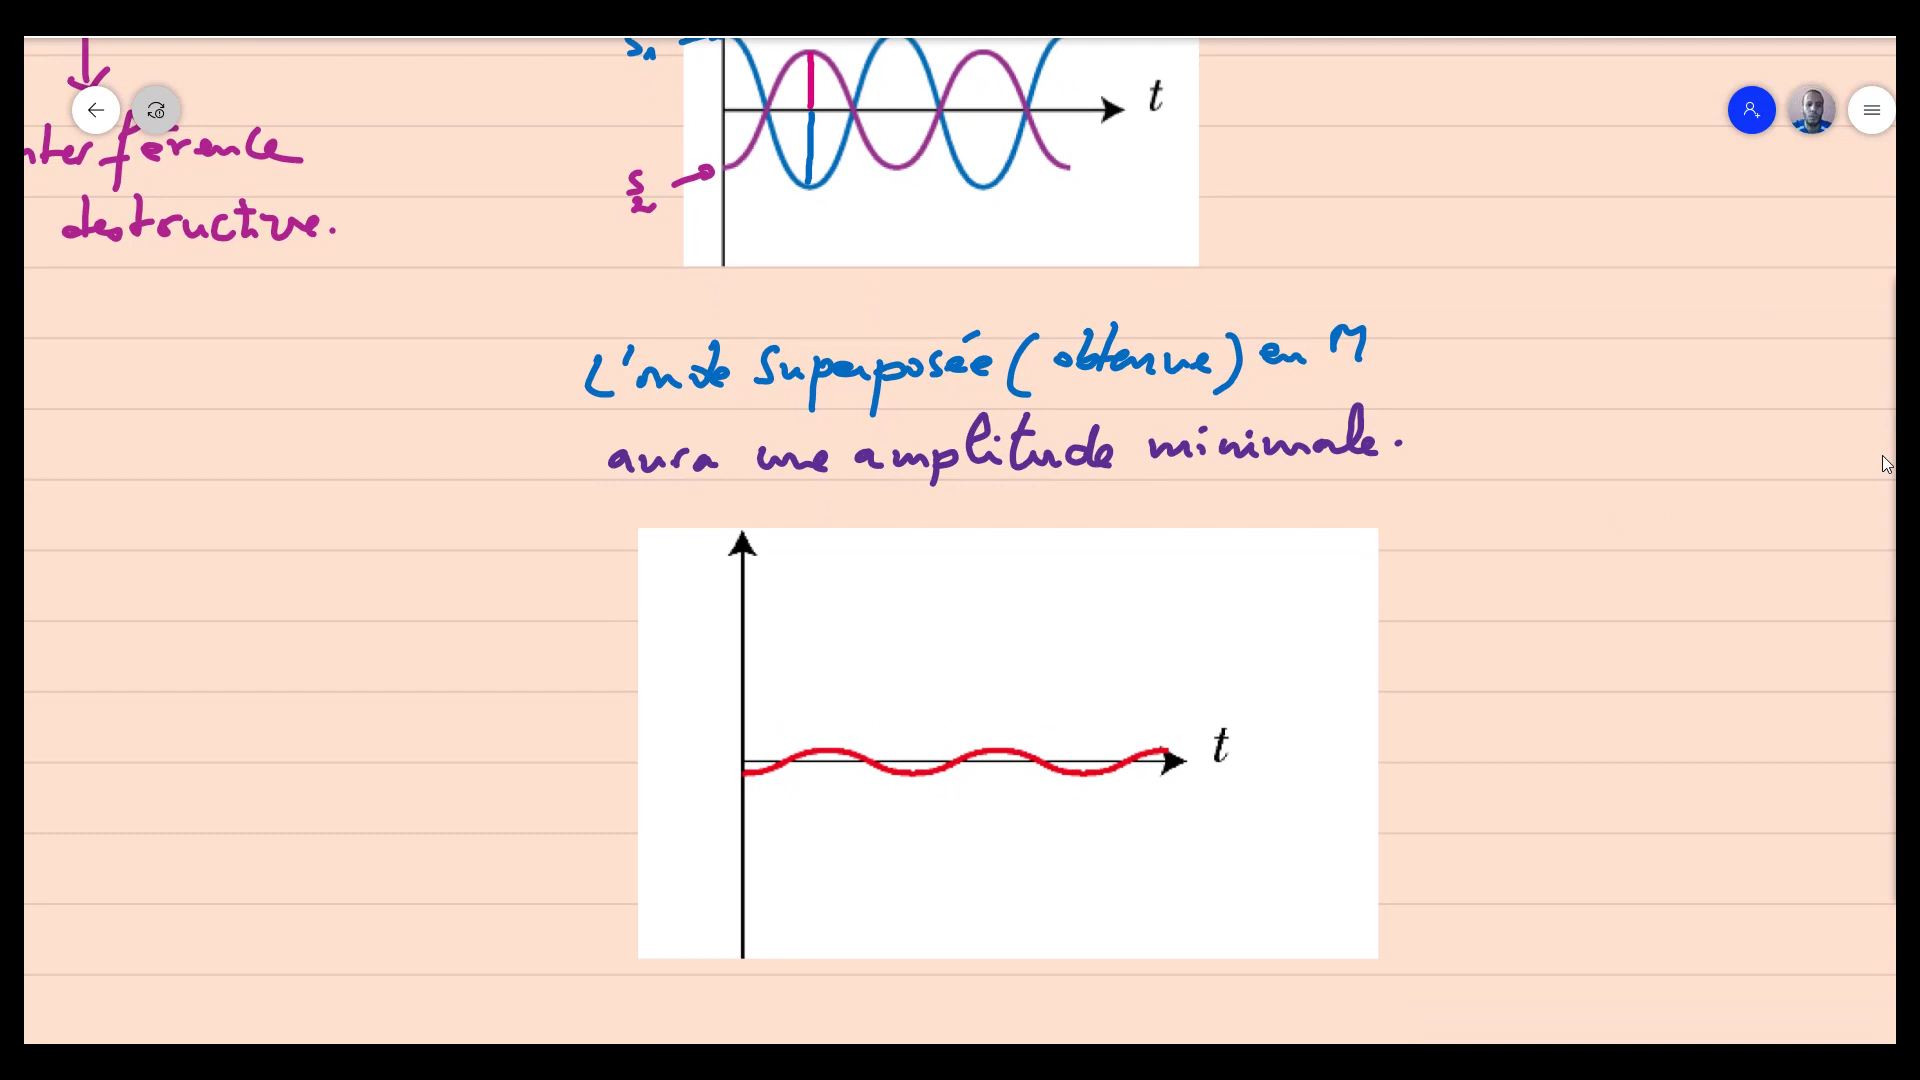 S1
t
nterférence
S2
destructive.
L'onde superposée (obtenue) en M
aura une amplitude minimale.
t